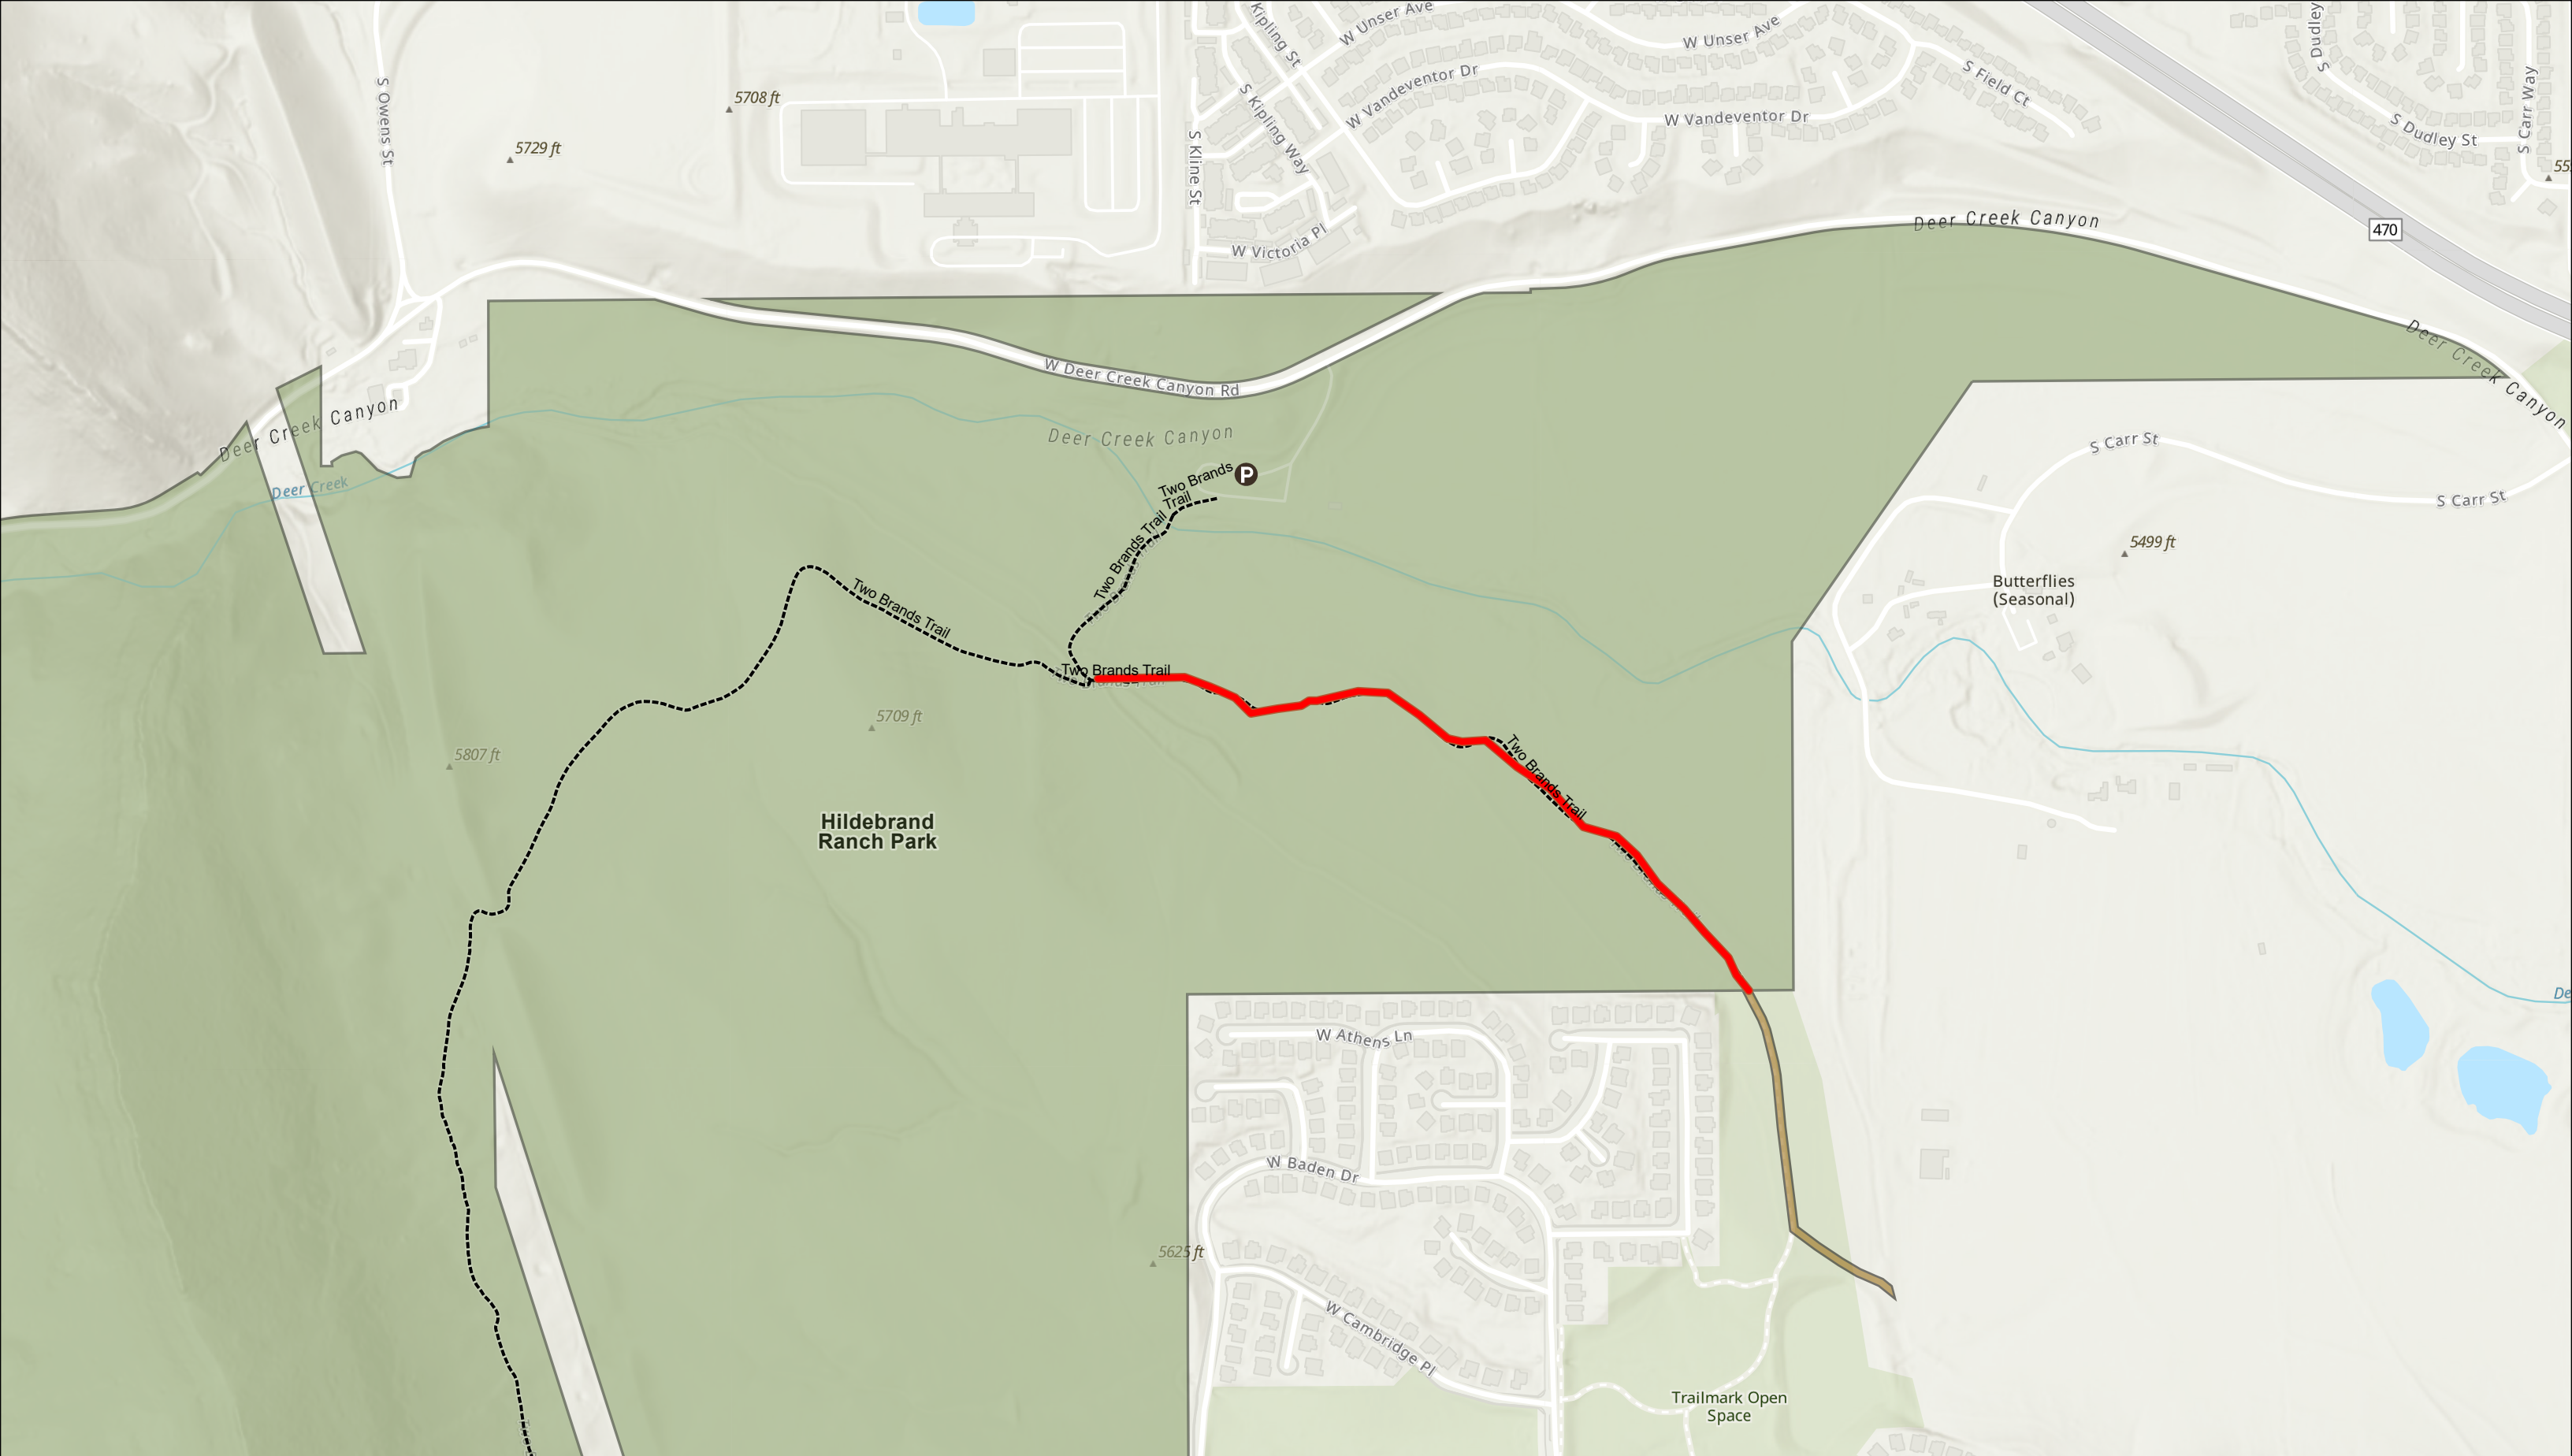 Kipling St
W Unser Ave
W Unser Ave
Dudley
S
S Owens St
5708 ft
5729 ft
S Kline St
S Kipling Way
W Vandeventor Dr
W Vandeventor Dr
S Field Ct
S Dudley St
S Carr Way
55
W Victoria Pl
Deer Creek Canyon
470
Deer Creek Canyon
W Deer Creek Canyon Rd
Deer Creek Canyon
Deer Creek Canyon
Deer Creek
P
Two Brands
Trail
Two Brands Trail
S Carr St
S Carr St
5499 ft
Butterflies
(Seasonal)
Two Brands Trail
Two Brands Trail
5709 ft
5807 ft
Two Brands Trail
Hildebrand
Ranch Park
De
W Athens Ln
W Baden Dr
5625 ft
W Cambridge Pl
Trailmark Open
Space